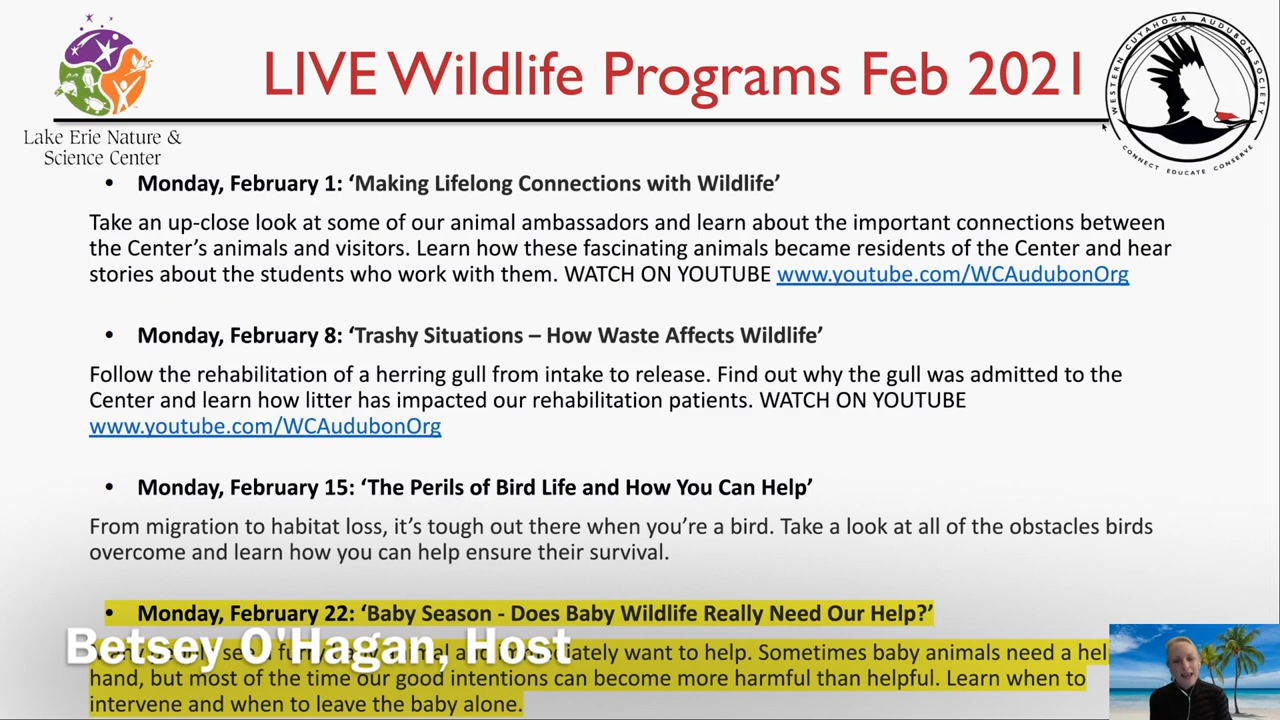 LIVE Wildlife Programs Feb 2021
WESTERN CUYAHOGA AUDUBON SOCIETY
CONNECT EDUCATE CONSERVE
Lake Erie Nature &
Science Center
• Monday, February 1: ‘Making Lifelong Connections with Wildlife’
Take an up-close look at some of our animal ambassadors and learn about the important connections between
the Center’s animals and visitors. Learn how these fascinating animals became residents of the Center and hear
stories about the students who work with them. WATCH ON YOUTUBE www.youtube.com/WCAudubonOrg
• Monday, February 8: ‘Trashy Situations – How Waste Affects Wildlife’
Follow the rehabilitation of a herring gull from intake to release. Find out why the gull was admitted to the
Center and learn how litter has impacted our rehabilitation patients. WATCH ON YOUTUBE
www.youtube.com/WCAudubonOrg
• Monday, February 15: ‘The Perils of Bird Life and How You Can Help’
From migration to habitat loss, it’s tough out there when you’re a bird. Take a look at all of the obstacles birds
overcome and learn how you can help ensure their survival.
• Monday, February 22: ‘Baby Season - Does Baby Wildlife Really Need Our Help?’
Betsey O'Hagan, Host
want to help. Sometimes baby animals need a hel
hand, but most of the time our good intentions can become more harmful than helpful. Learn when to
intervene and when to leave the baby alone.